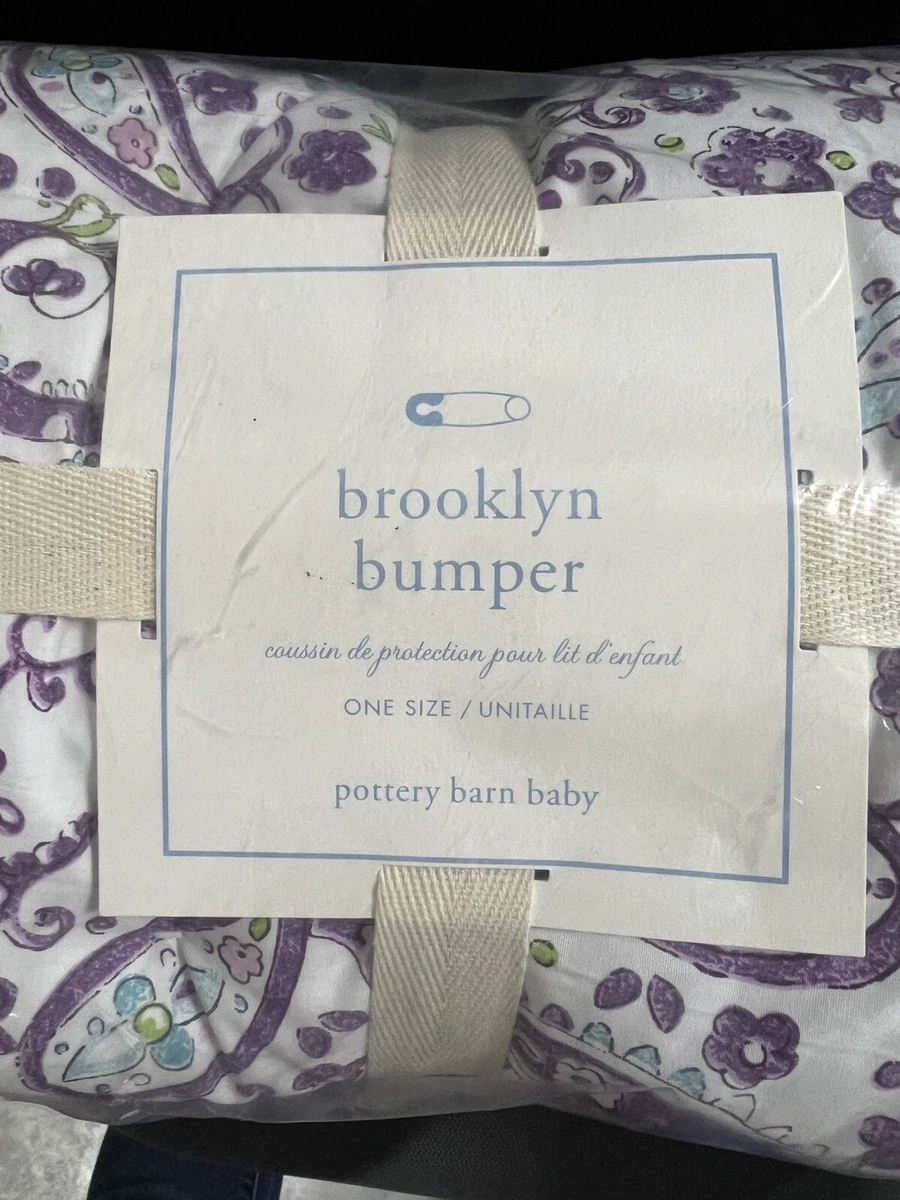 brooklyn
bumper
coussin de protection pour lit d'enfant
ONE SIZE / UNITAILLE
pottery barn baby